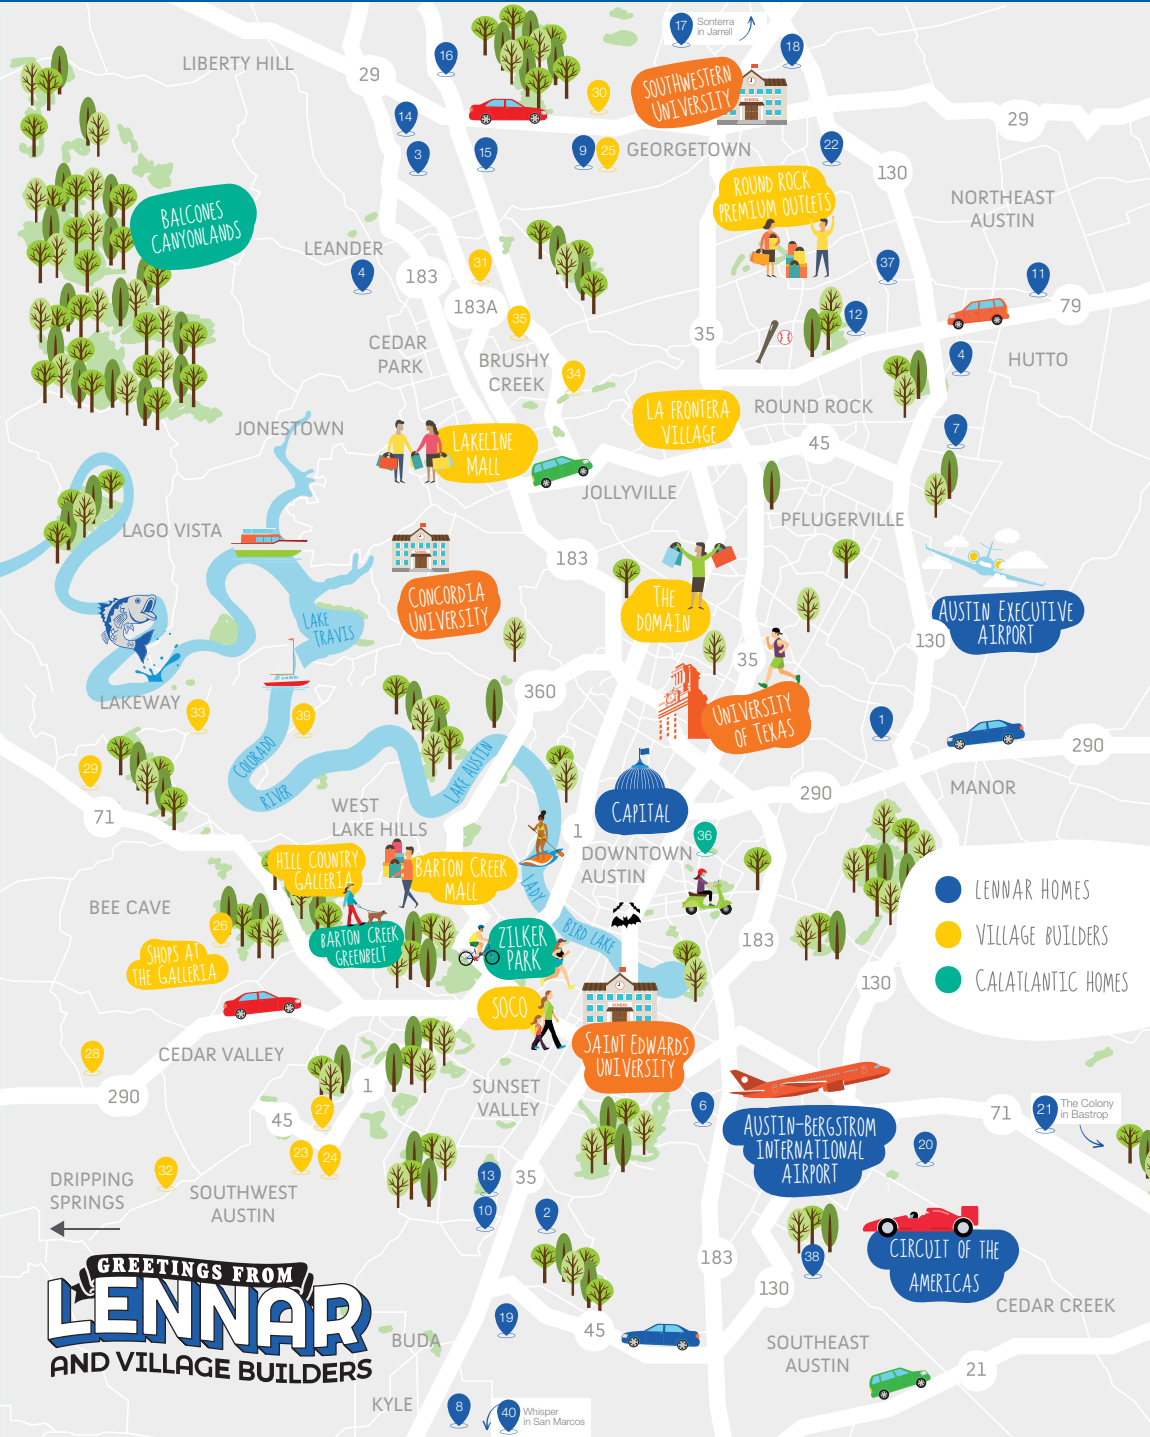 17
Sonterra
in Jarrell
18
16
LIBERTY HILL
29
SOUTHWESTERN
UNIVERSITY
SCHOOL
30
14
29
3
15
9
25
GEORGETOWN
22
130
ROUND ROCK
PREMIUM OUTLETS
NORTHEAST
AUSTIN
BALCONES
CANYONLANDS
LEANDER
4
183
31
37
11
183A
79
35
12
35
CEDAR
PARK
BRUSHY
CREEK
34
4
HUTTO
LA FRONTERA
VILLAGE
ROUND ROCK
JONESTOWN
LAKELINE
MALL
45
7
JOLLYVILLE
PFLUGERVILLE
LAGO VISTA
183
CONCORDIA
UNIVERSITY
THE
DOMAIN
AUSTIN EXECUTIVE
AIRPORT
130
LAKE
TRAVIS
35
360
LAKEWAY
33
39
UNIVERSITY
OF TEXAS
1
290
COLORADO
RIVER
LAKE AUSTIN
29
MANOR
290
71
WEST
LAKE HILLS
CAPITAL
1
36
DOWNTOWN
AUSTIN
HILL COUNTRY
GALLERIA
BARTON CREEK
MALL
LADY
BIRD LAKE
LENNAR HOMES
VILLAGE BUILDERS
CALATLANTIC HOMES
BEE CAVE
26
BARTON CREEK
GREENBELT
ZILKER
PARK
183
SHOPS AT
THE GALLERIA
130
SOCO
SCHOOL
SAINT EDWARDS
UNIVERSITY
28
CEDAR VALLEY
290
1
SUNSET
VALLEY
45
27
6
71
21
The Colony
in Bastrop
AUSTIN-BERGSTROM
INTERNATIONAL
AIRPORT
20
23
24
32
DRIPPING
SPRINGS
SOUTHWEST
AUSTIN
13
35
10
2
38
CIRCUIT OF THE
AMERICAS
183
130
CEDAR CREEK
GREETINGS FROM
LENNAR
AND VILLAGE BUILDERS
19
45
BUDA
SOUTHEAST
AUSTIN
21
KYLE
8
40
Whisper
in San Marcos